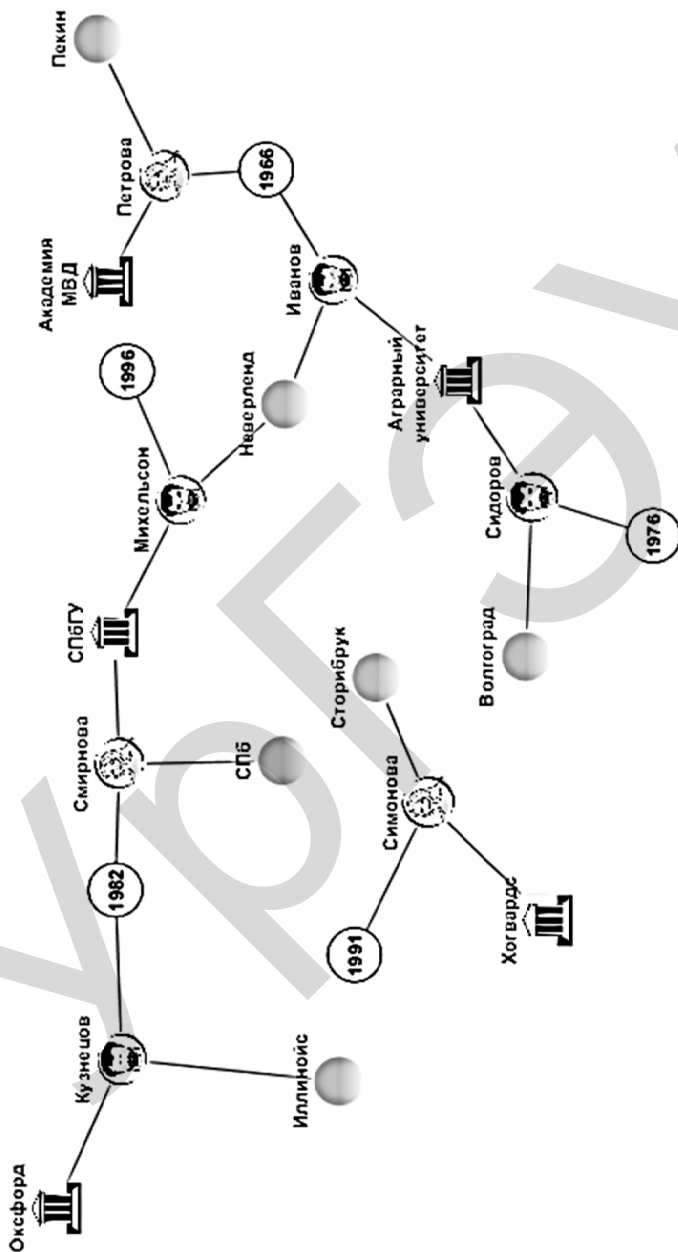 Оксфорд
Кузнецов
Иллинойс
1982
Смирнова
СПб
СПбГУ
Михельсон
1996
Неверленд
Академия
МВД
Петрова
Пекин
1966
Иванов
Аграрный
университет
Сидоров
1976
Волгоград
Сторибрук
Симонова
1991
Хогвардс